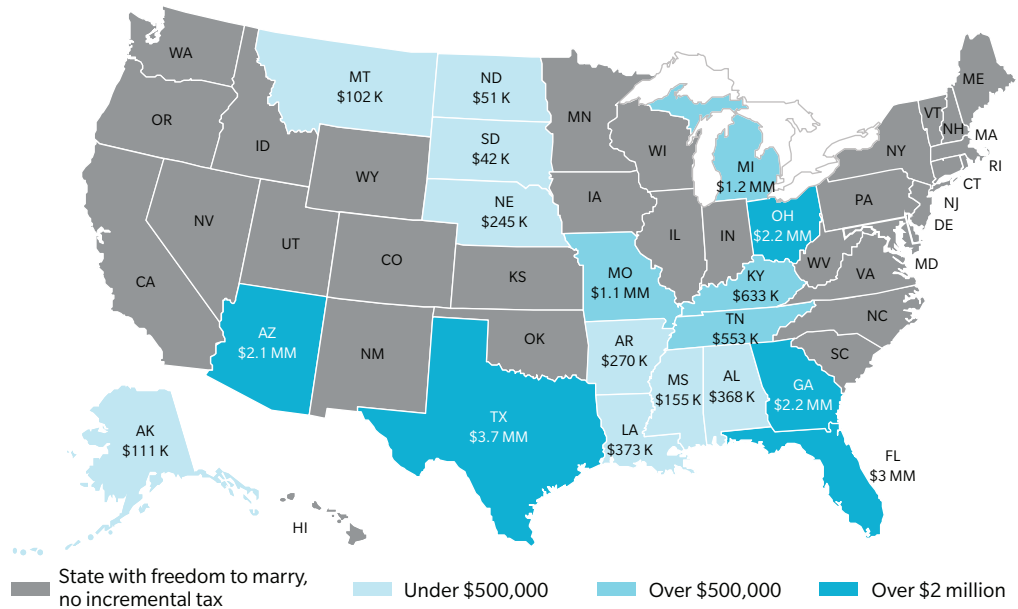 WA
OR
CA
ID
NV
MT
$102 K
WY
UT
AZ
$2.1 MM
CO
NM
ND
$51 K
SD
$42 K
NE
$245 K
KS
OK
TX
$3.7 MM
MN
IA
MO
$1.1 MM
AR
$270 K
LA
$373 K
WI
IL
MI
$1.2 MM
IN
OH
$2.2 MM
KY
$633 K
TN
$553 K
MS
$155 K
AL
$368 K
GA
$2.2 MM
FL
$3 MM
SC
NC
VA
WV
PA
NY
VT
NH
ME
MA
RI
CT
NJ
DE
MD
AK
$111 K
HI
State with freedom to marry,
no incremental tax
Under $500,000
Over $500,000
Over $2 million